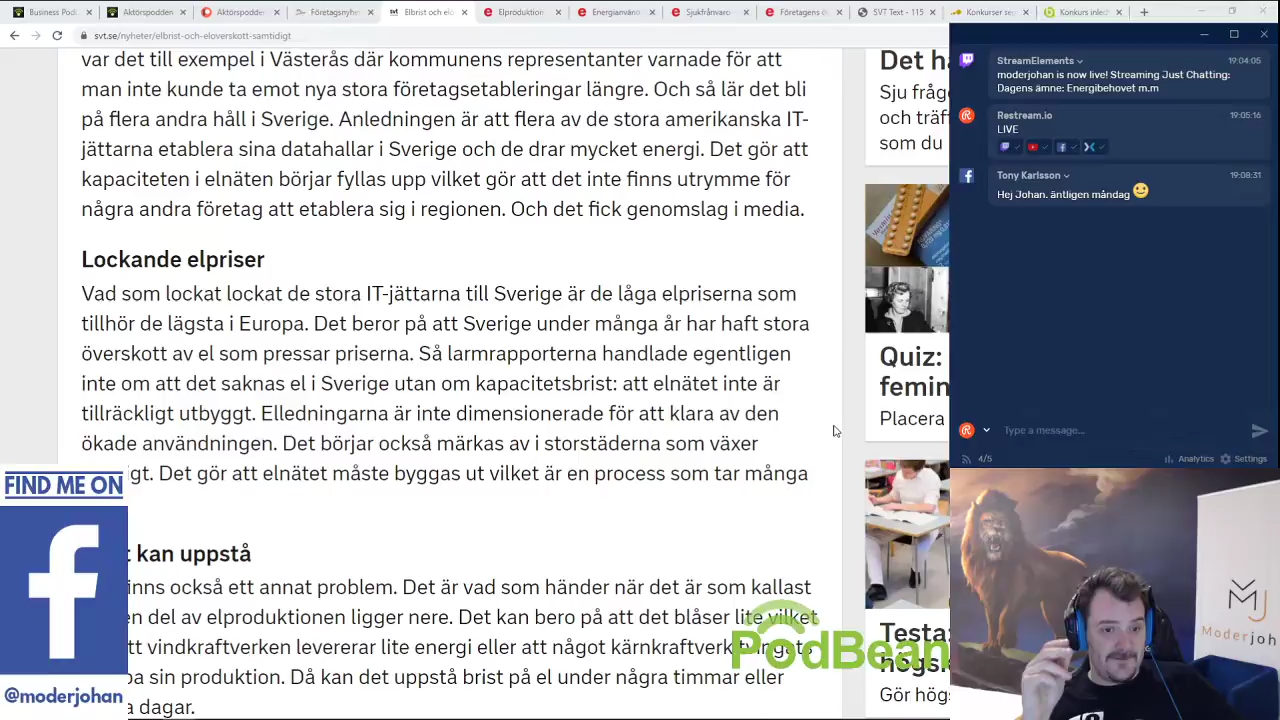 Business Pod
Aktörspodden
Aktörspodden
Företagsnyhe
Elbrist och elo
Elproduktion
Energianväno
Sjukfrånvaro
Företagens ö
SVT Text - 115
Konkurser se
Konkurs inlec
svt.se/nyheter/elbrist-och-eloverskott-samtidigt
var det till exempel i Västerås där kommunens representanter varnade för att
man inte kunde ta emot nya stora företagsetableringar längre. Och så lär det bli
på flera andra håll i Sverige. Anledningen är att flera av de stora amerikanska IT-
jättarna etablera sina datahallar i Sverige och de drar mycket energi. Det gör att
kapaciteten i elnäten börjar fyllas upp vilket gör att det inte finns utrymme för
några andra företag att etablera sig i regionen. Och det fick genomslag i media.
Lockande elpriser
Vad som lockat lockat de stora IT-jättarna till Sverige är de låga elpriserna som
tillhör de lägsta i Europa. Det beror på att Sverige under många år har haft stora
överskott av el som pressar priserna. Så larmrapporterna handlade egentligen
inte om att det saknas el i Sverige utan om kapacitetsbrist: att elnätet inte är
tillräckligt utbyggt. Elledningarna är inte dimensionerade för att klara av den
ökade användningen. Det börjar också märkas av i storstäderna som växer
igt. Det gör att elnätet måste byggas ut vilket är en process som tar många
t kan uppstå
inns också ett annat problem. Det är vad som händer när det är som kallast
en del av elproduktionen ligger nere. Det kan bero på att det blåser lite vilket
tt vindkraftverken levererar lite energi eller att något kärnkraftverk tvingats
pa sin produktion. Då kan det uppstå brist på el under några timmar eller
a dagar.
Det ha
Sju fråg
och träff
som du
Quiz:
femin
Placera
Testa:
högs
Gör hög
StreamElements
19:04:05
moderjohan is now live! Streaming Just Chatting:
Dagens ämne: Energibehovet m.m
Restream.io
19:05:16
LIVE
Tony Karlsson
19:08:31
Hej Johan. äntligen måndag
Type a message...
4/5
Analytics
Settings
FIND ME ON
f
@moderjohan
PodBean
Moderjoh